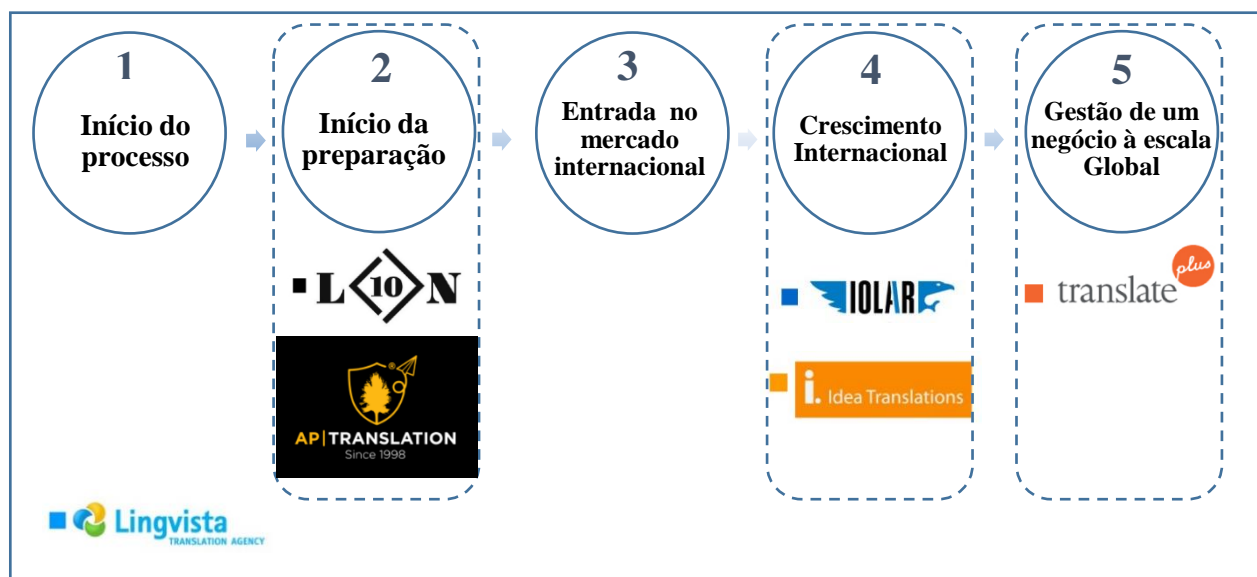 1
Início do
processo
2
Início da
preparação
3
Entrada no
mercado
internacional
4
Crescimento
Internacional
5
Gestão de um
negócio à escala
Global
L10N
AP|TRANSLATION
Since 1998
IOLAR
i. Idea Translations
translate plus
Lingvista
TRANSLATION AGENCY